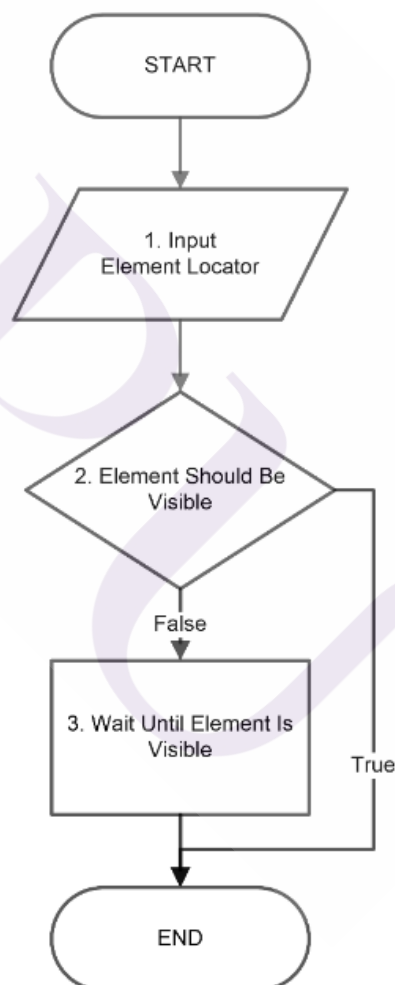 START
1. Input
Element Locator
2. Element Should Be
Visible
False
3. Wait Until Element Is
Visible
True
END